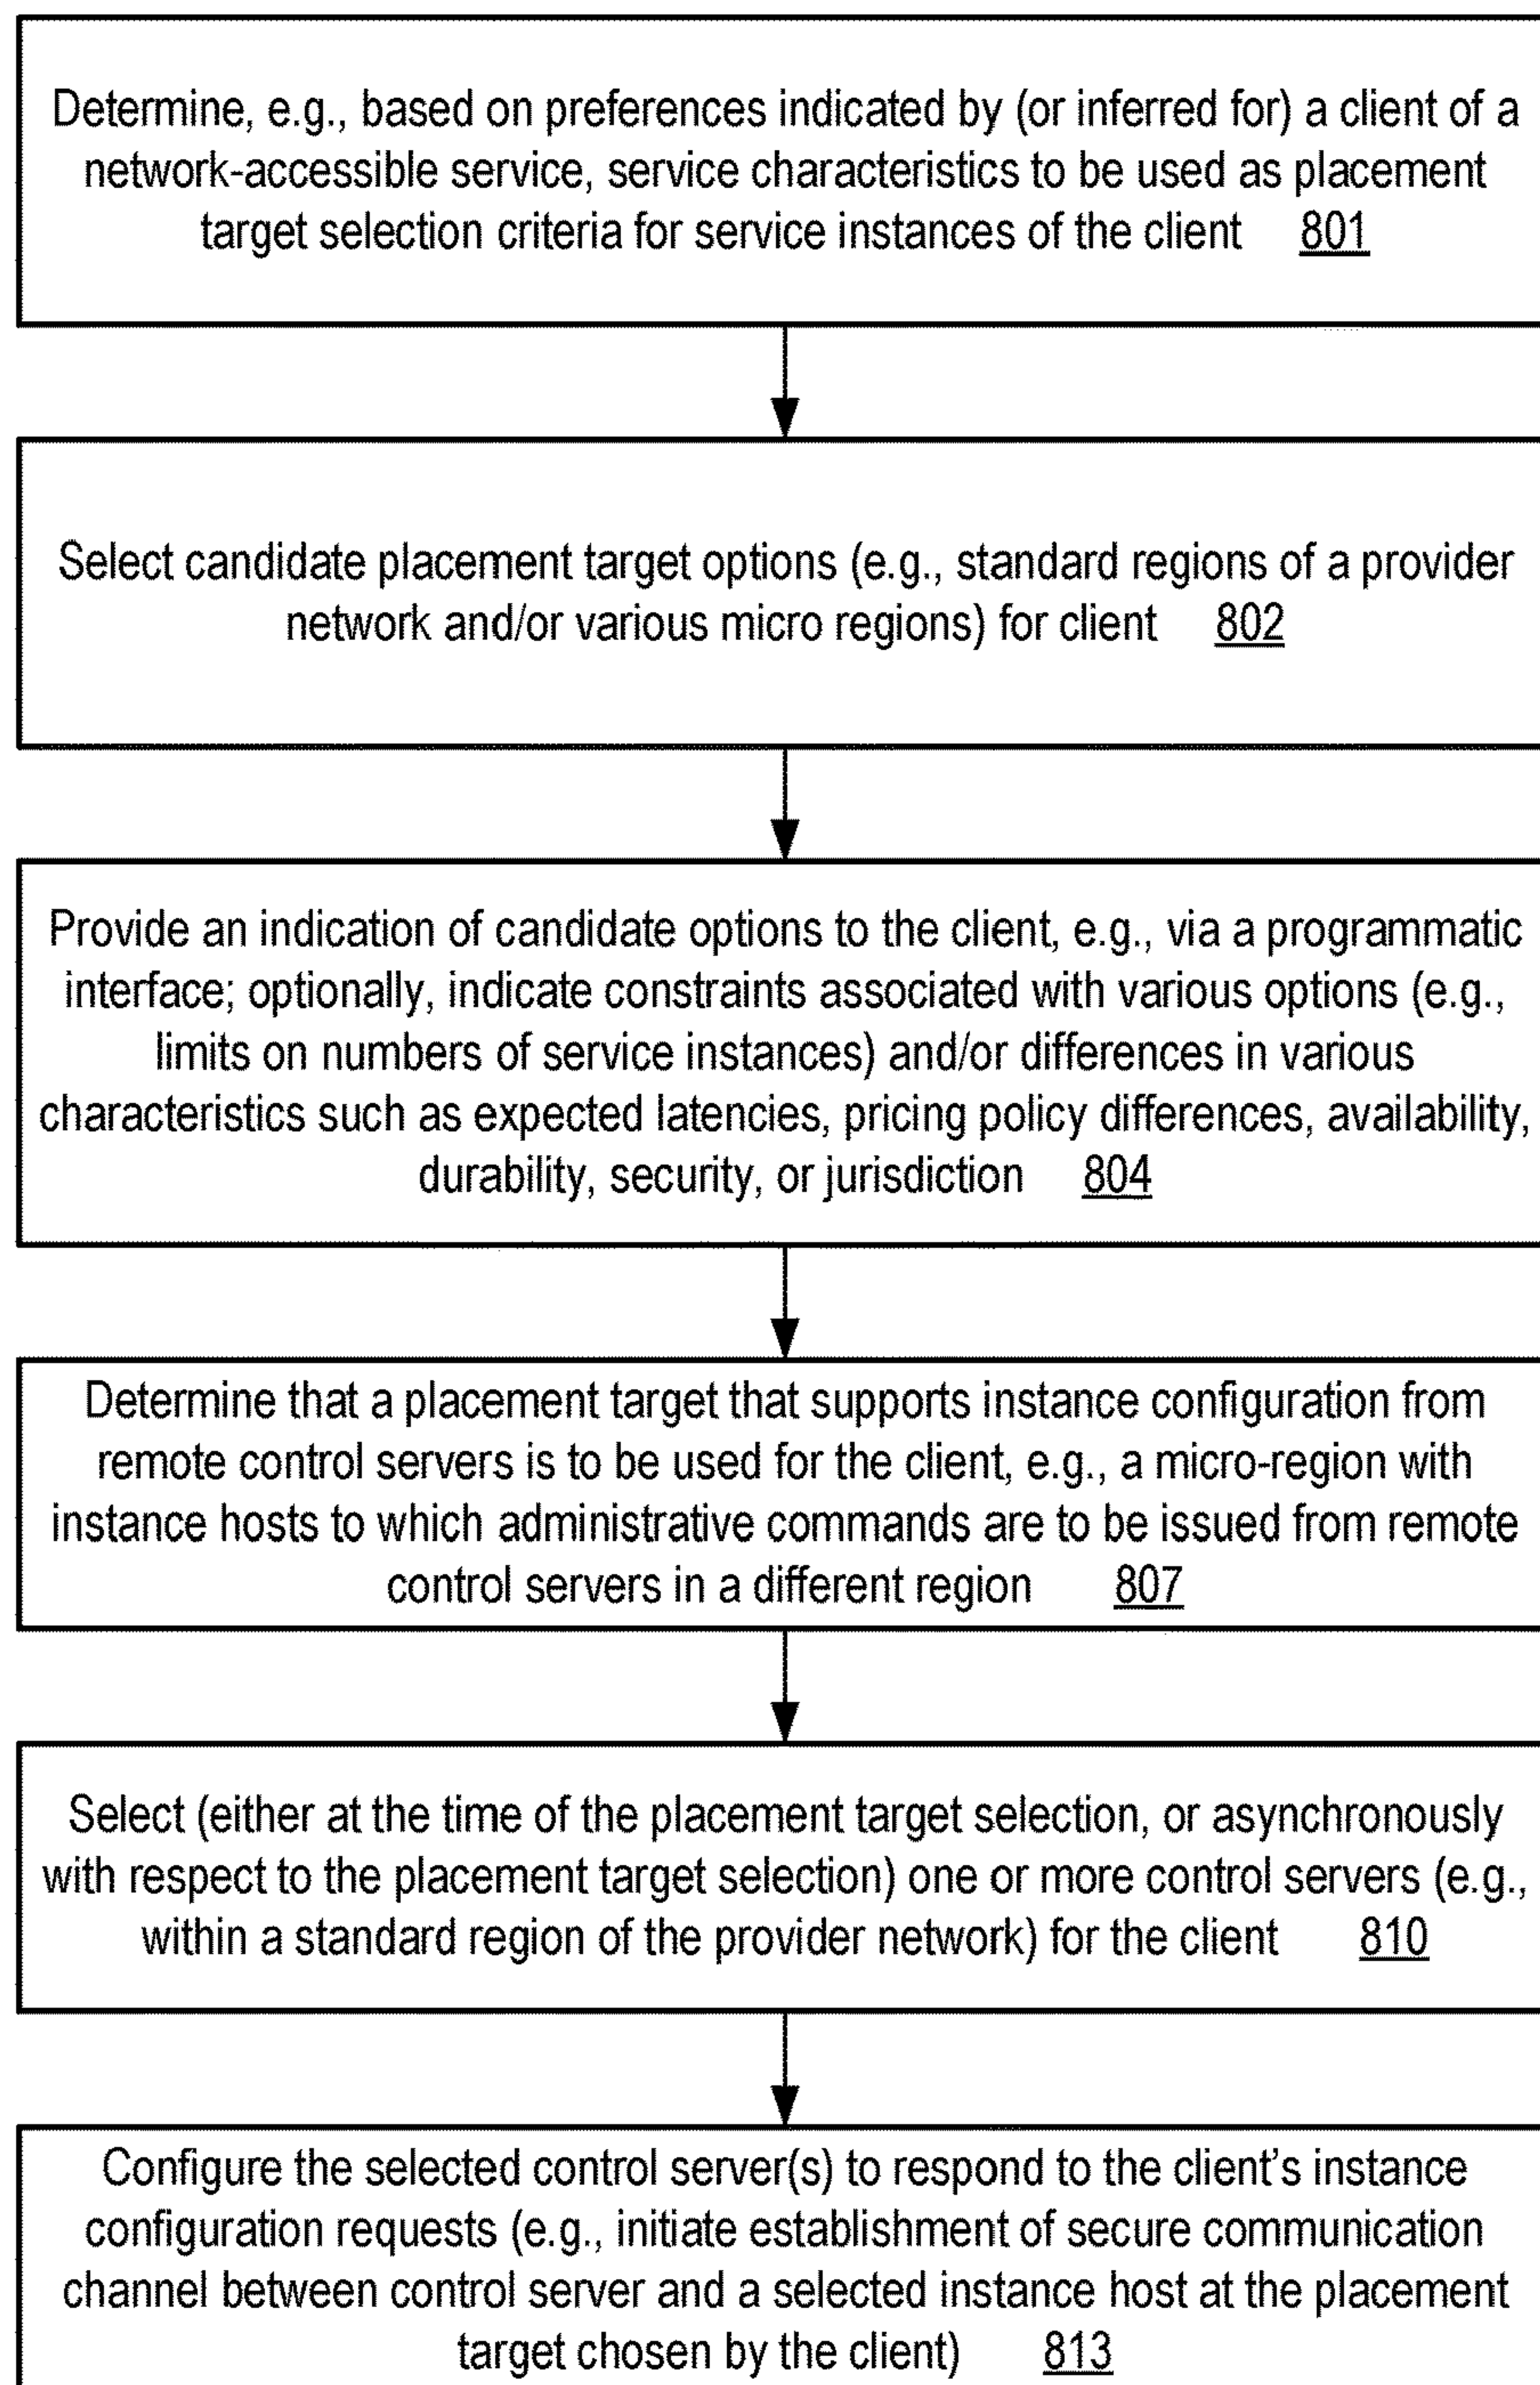 Determine, e.g., based on preferences indicated by (or inferred for) a client of a
network-accessible service, service characteristics to be used as placement
target selection criteria for service instances of the client 801
Select candidate placement target options (e.g., standard regions of a provider
network and/or various micro regions) for client 802
Provide an indication of candidate options to the client, e.g., via a programmatic
interface; optionally, indicate constraints associated with various options (e.g.,
limits on numbers of service instances) and/or differences in various
characteristics such as expected latencies, pricing policy differences, availability,
durability, security, or jurisdiction 804
Determine that a placement target that supports instance configuration from
remote control servers is to be used for the client, e.g., a micro-region with
instance hosts to which administrative commands are to be issued from remote
control servers in a different region 807
Select (either at the time of the placement target selection, or asynchronously
with respect to the placement target selection) one or more control servers (e.g.,
within a standard region of the provider network) for the client 810
Configure the selected control server(s) to respond to the client's instance
configuration requests (e.g., initiate establishment of secure communication
channel between control server and a selected instance host at the placement
target chosen by the client) 813